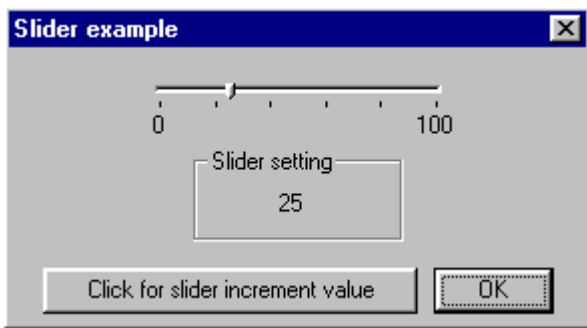 Slider example
0 100
Slider setting
25
Click for slider increment value OK